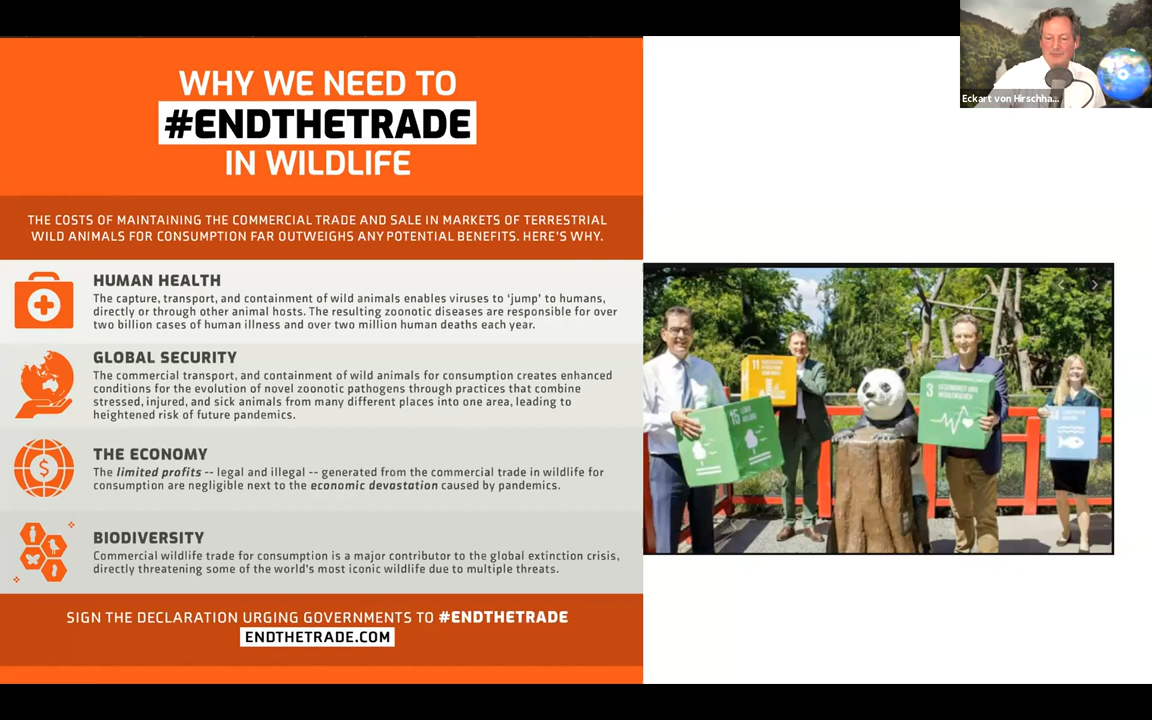 WHY WE NEED TO
#ENDTHETRADE
IN WILDLIFE
THE COSTS OF MAINTAINING THE COMMERCIAL TRADE AND SALE IN MARKETS OF TERRESTRIAL
WILD ANIMALS FOR CONSUMPTION FAR OUTWEIGHS ANY POTENTIAL BENEFITS. HERE'S WHY.
HUMAN HEALTH
The capture, transport, and containment of wild animals enables viruses to 'jump' to humans,
directly or through other animal hosts. The resulting zoonotic diseases are responsible for over
two billion cases of human illness and over two million human deaths each year.
GLOBAL SECURITY
The commercial transport, and containment of wild animals for consumption creates enhanced
conditions for the evolution of novel zoonotic pathogens through practices that combine
stressed, injured, and sick animals from many different places into one area, leading to
heightened risk of future pandemics.
THE ECONOMY
The limited profits -- legal and illegal -- generated from the commercial trade in wildlife for
consumption are negligible next to the economic devastation caused by pandemics.
BIODIVERSITY
Commercial wildlife trade for consumption is a major contributor to the global extinction crisis,
directly threatening some of the world's most iconic wildlife due to multiple threats.
SIGN THE DECLARATION URGING GOVERNMENTS TO #ENDTHETRADE
ENDTHETRADE.COM
Eckart von Hirschha...
11
15 LEBEN
3 GESUNDHEIT UND
WOHLERGEHEN